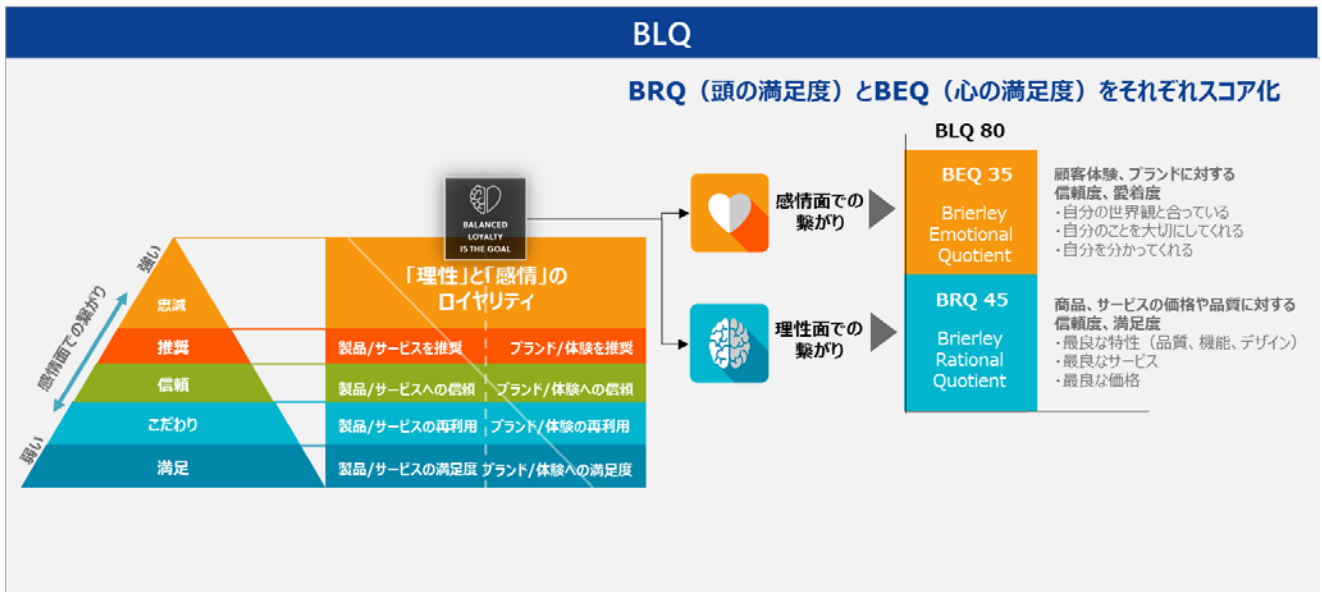 BLQ
BRQ（頭の満足度）とBEQ（心の満足度）をそれぞれスコア化
BALANCED
LOYALTY
IS THE GOAL
感情面での繋がり
強い
弱い
忠誠
推奨
信頼
こだわり
満足
「理性」と「感情」の
ロイヤリティ
製品/サービスを推奨 ブランド/体験を推奨
製品/サービスへの信頼 ブランド/体験への信頼
製品/サービスの再利用 ブランド/体験の再利用
製品/サービスの満足度 ブランド/体験への満足度
感情面での
繋がり
理性面での
繋がり
BLQ 80
BEQ 35
Brierley
Emotional
Quotient
BRQ 45
Brierley
Rational
Quotient
顧客体験、ブランドに対する
信頼度、愛着度
・自分の世界観と合っている
・自分のことを大切にしてくれる
・自分を分かってくれる
商品、サービスの価格や品質に対する
信頼度、満足度
・最良な特性（品質、機能、デザイン）
・最良なサービス
・最良な価格